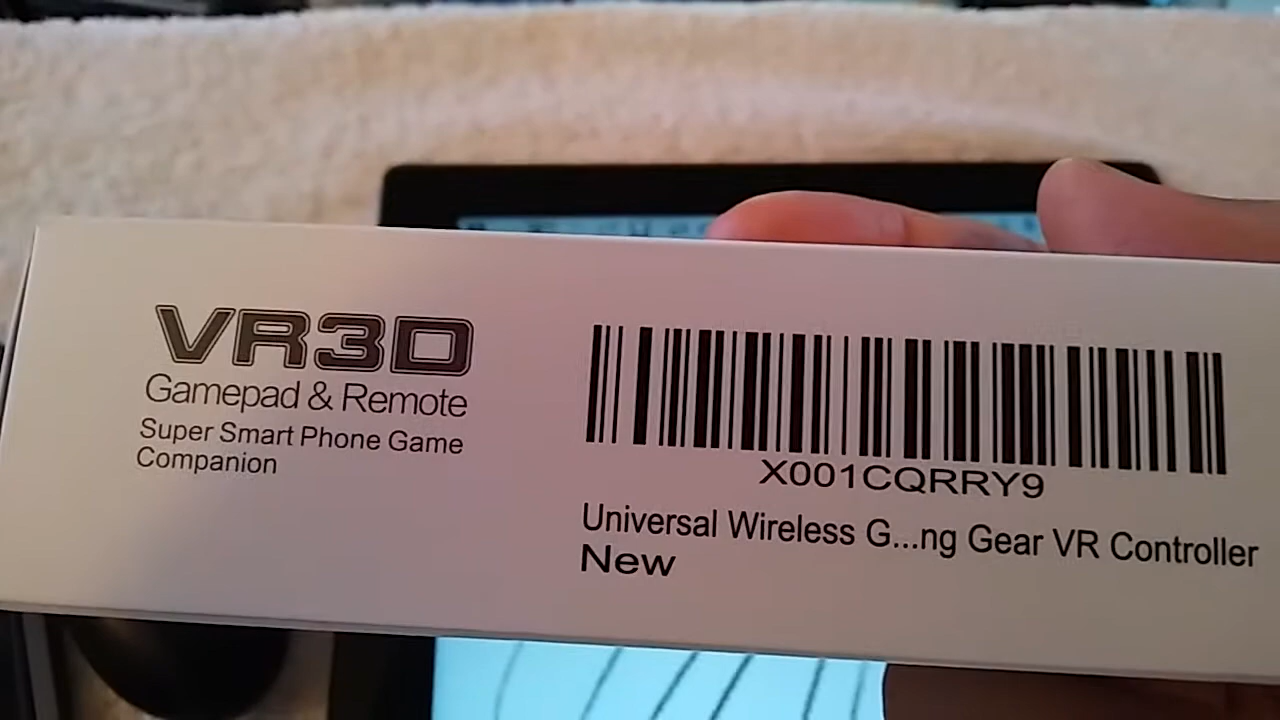 VR3D
Gamepad & Remote
Super Smart Phone Game
Companion
X001CQRRY9
Universal Wireless G...ng Gear VR Controller
New